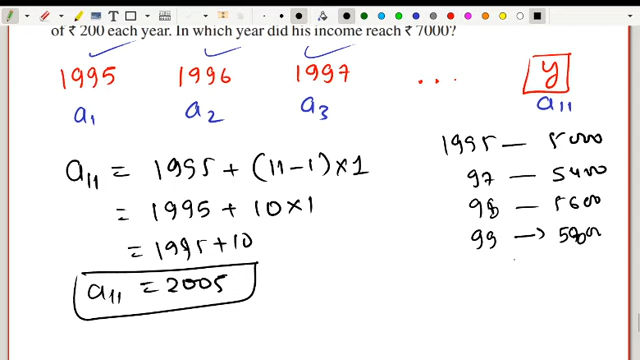 of ₹ 200 each year. In which year did his income reach ₹ 7000?
1995 1996 1997 ... y
a1 a2 a3 a11
a11 = 1995 + (11-1)×1
= 1995 + 10×1
= 1995+10
a11 = 2005
1995 — 5000
97 — 5400
98 — 5600
99 → 5800